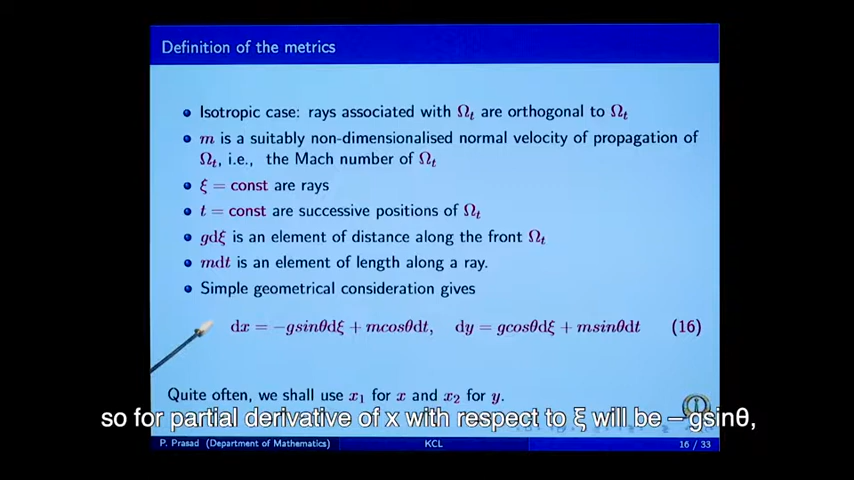 Definition of the metrics
Isotropic case: rays associated with Ωt are orthogonal to Ωt
m is a suitably non-dimensionalised normal velocity of propagation of
Ωt, i.e., the Mach number of Ωt
ξ = const are rays
t = const are successive positions of Ωt
gdξ is an element of distance along the front Ωt
mdt is an element of length along a ray.
Simple geometrical consideration gives
dx = −gsinθdξ + mcosθdt, dy = gcosθdξ + msinθdt (16)
Quite often, we shall use x1 for x and x2 for y.
so for partial derivative of x with respect to ξ will be −gsinθ,
P. Prasad (Department of Mathematics) KCL 16 / 33